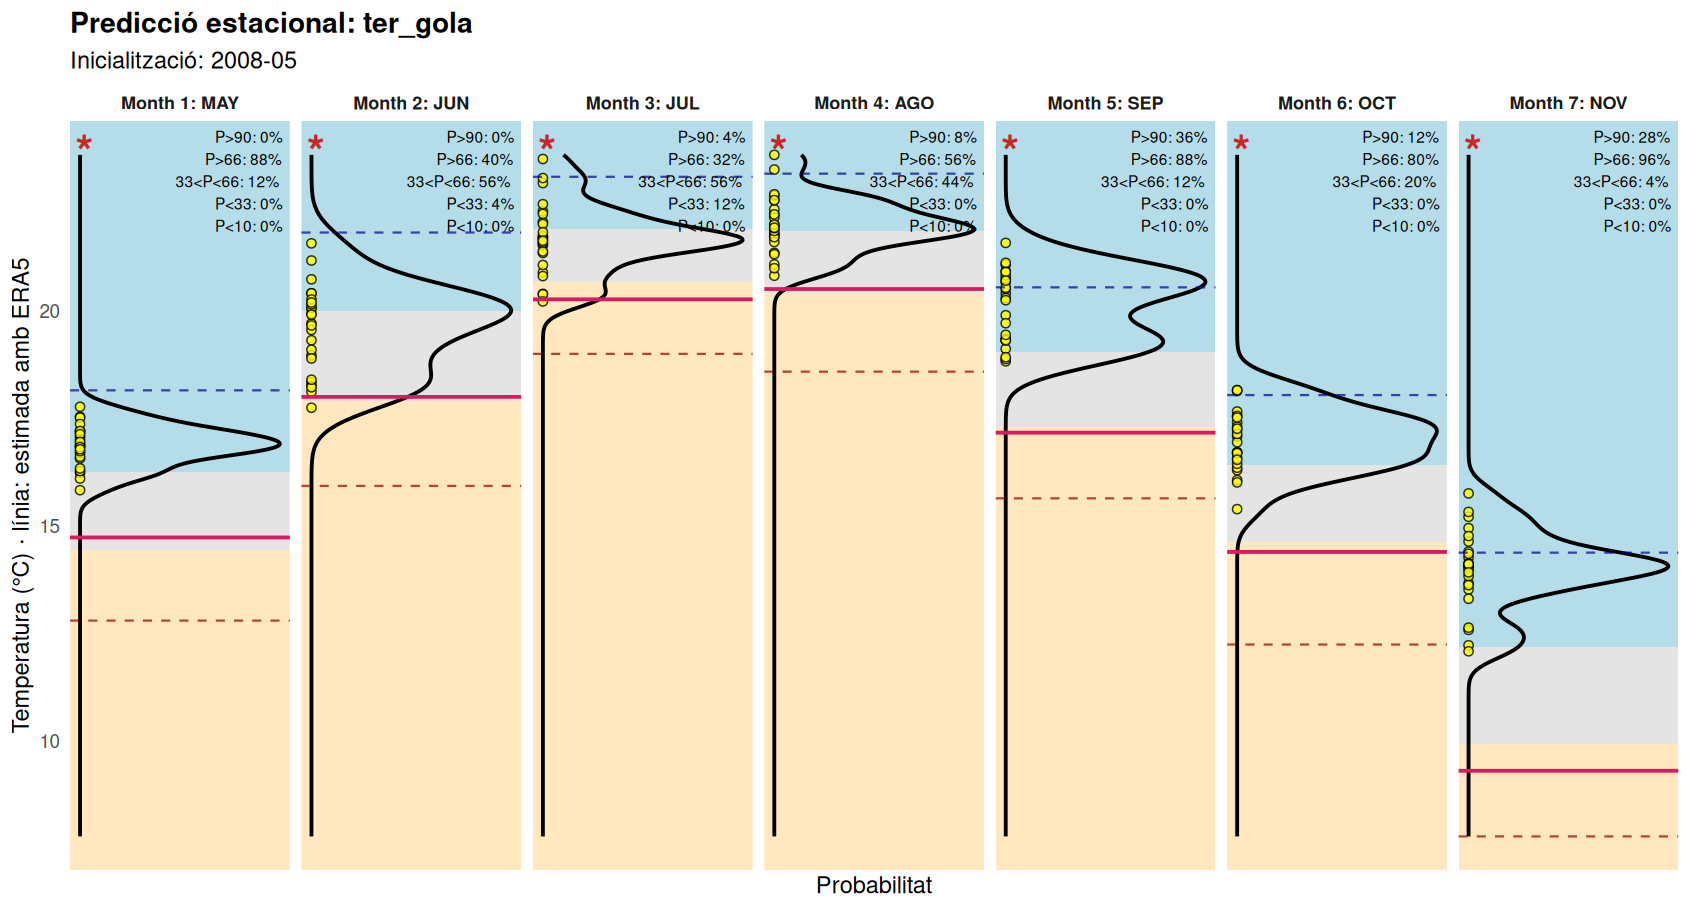 Predicció estacional: ter_gola
Inicialització: 2008-05
Month 1: MAY
Month 2: JUN
Month 3: JUL
Month 4: AGO
Month 5: SEP
Month 6: OCT
Month 7: NOV
P>90: 0%
P>66: 88%
33<P<66: 12%
P<33: 0%
P<10: 0%
P>90: 0%
P>66: 40%
33<P<66: 56%
P<33: 4%
P<10: 0%
P>90: 4%
P>66: 32%
33<P<66: 56%
P<33: 12%
P<10: 0%
P>90: 8%
P>66: 56%
33<P<66: 44%
P<33: 0%
P<10: 0%
P>90: 36%
P>66: 88%
33<P<66: 12%
P<33: 0%
P<10: 0%
P>90: 12%
P>66: 80%
33<P<66: 20%
P<33: 0%
P<10: 0%
P>90: 28%
P>66: 96%
33<P<66: 4%
P<33: 0%
P<10: 0%
Temperatura (°C) · línia: estimada amb ERA5
20
15
10
Probabilitat